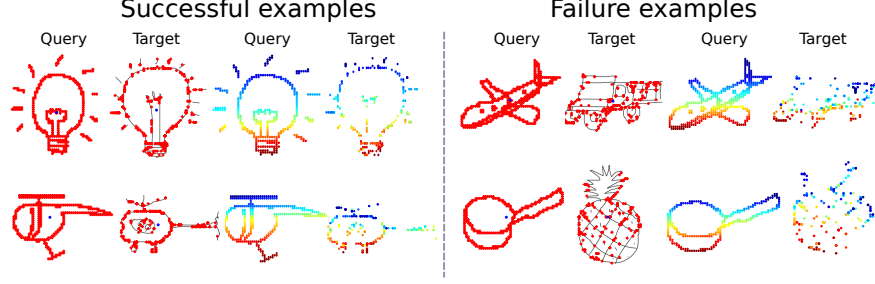 Successful examples
Failure examples
Query Target Query Target
Query Target Query Target